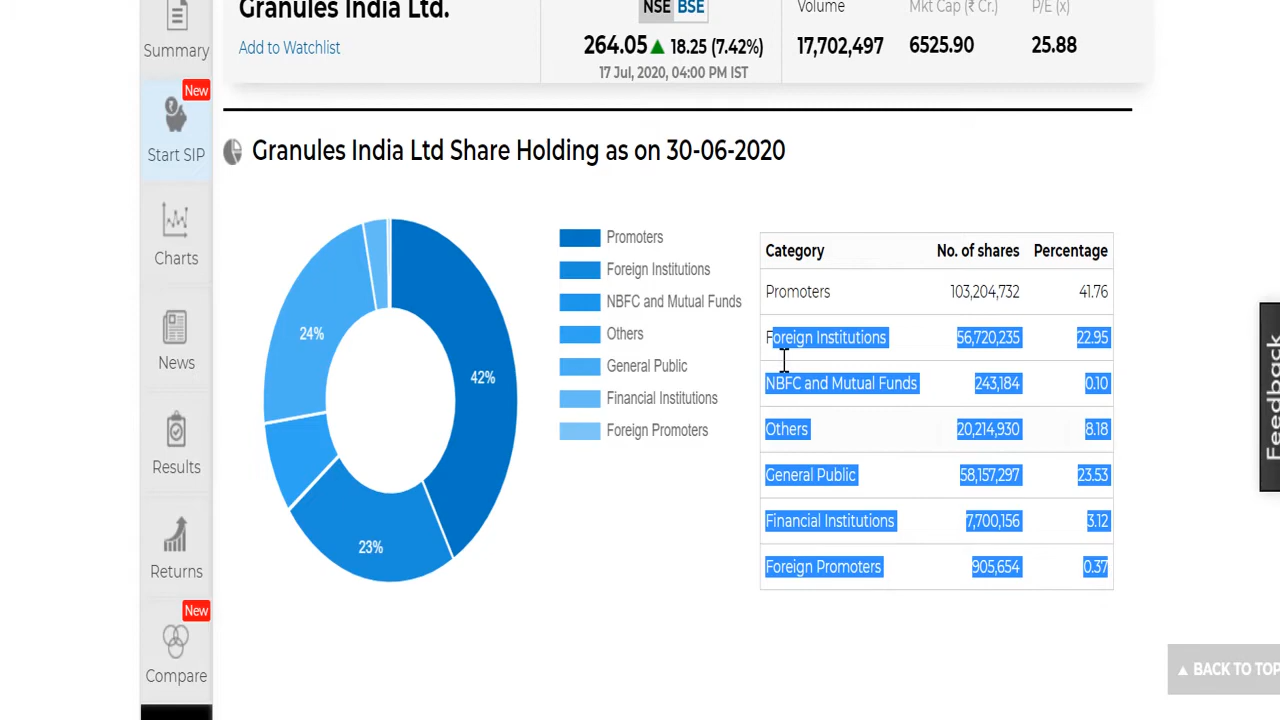 Granules India Ltd.
Add to Watchlist
NSE BSE
264.05 ▲ 18.25 (7.42%)
17 Jul, 2020, 04:00 PM IST
Volume
17,702,497
Mkt Cap (₹ Cr.)
6525.90
P/E (x)
25.88
Summary
New
Start SIP
Charts
News
Results
Returns
New
Compare
Granules India Ltd Share Holding as on 30-06-2020
24%
42%
23%
Promoters
Foreign Institutions
NBFC and Mutual Funds
Others
General Public
Financial Institutions
Foreign Promoters
Category No. of shares Percentage
Promoters 103,204,732 41.76
Foreign Institutions 56,720,235 22.95
NBFC and Mutual Funds 243,184 0.10
Others 20,214,930 8.18
General Public 58,157,297 23.53
Financial Institutions 7,700,156 3.12
Foreign Promoters 905,654 0.37
Feedback
▲ BACK TO TOP